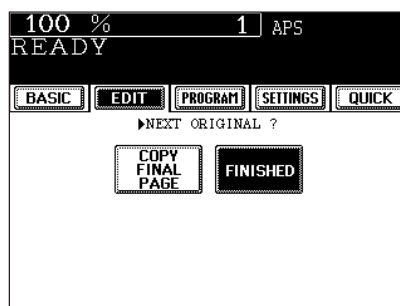 100 % 1 APS
READY
BASIC EDIT PROGRAM SETTINGS QUICK
▶NEXT ORIGINAL ?
COPY
FINAL
PAGE
FINISHED